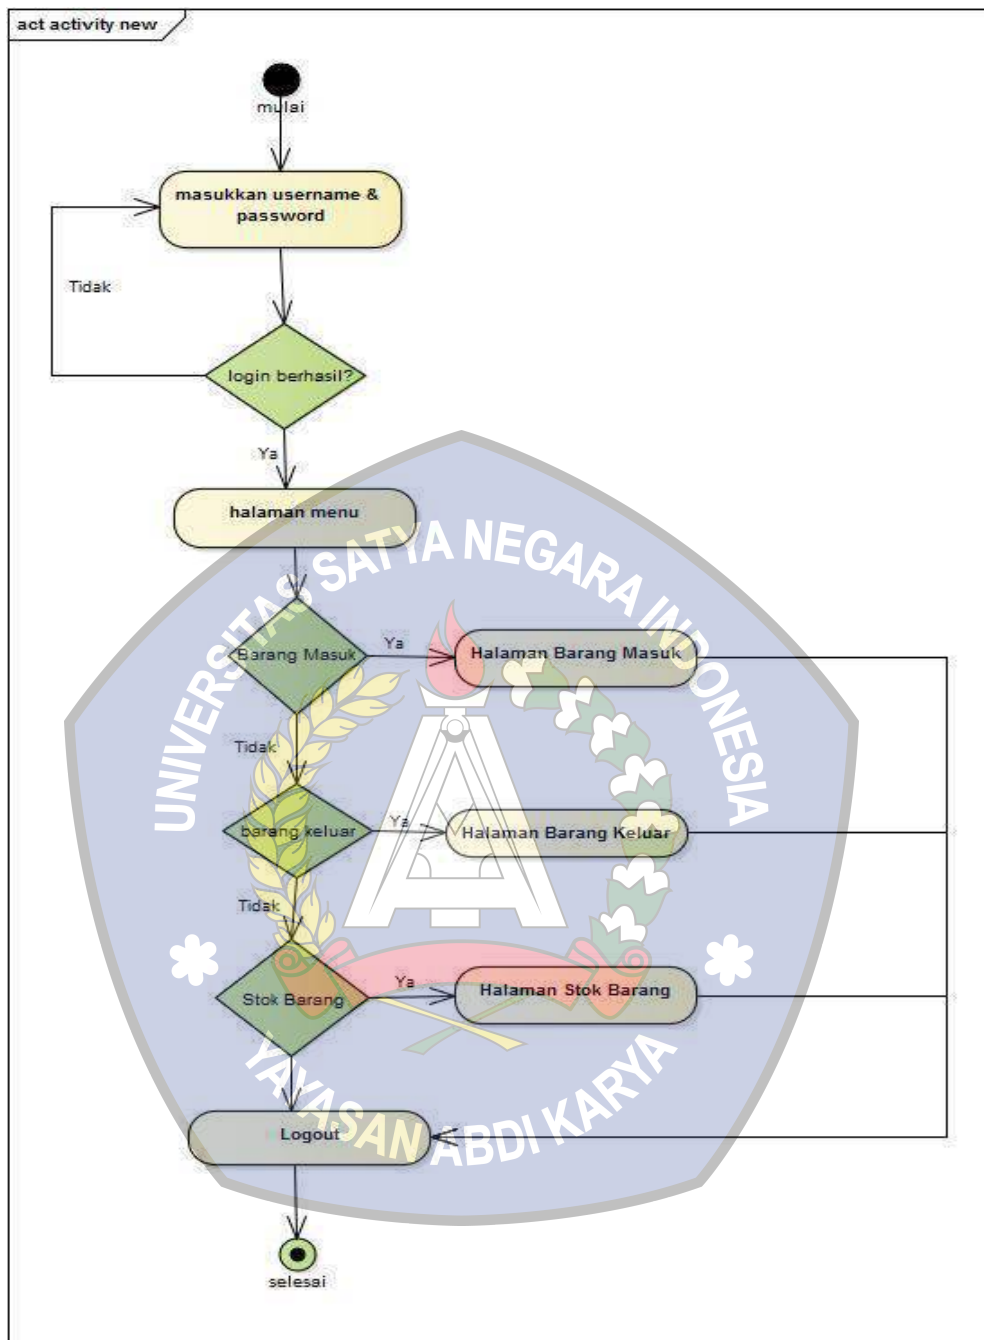 act activity new
mulai
masukkan username &
password
Tidak
login berhasil?
Ya
halaman menu
UNIVERSITAS SATYA NEGARA INDONESIA
Barang Masuk
Ya
Halaman Barang Masuk
Tidak
barang keluar
Ya
Halaman Barang Keluar
Tidak
Stok Barang
Ya
Halaman Stok Barang
YAYASAN ABDI KARYA
Logout
selesai